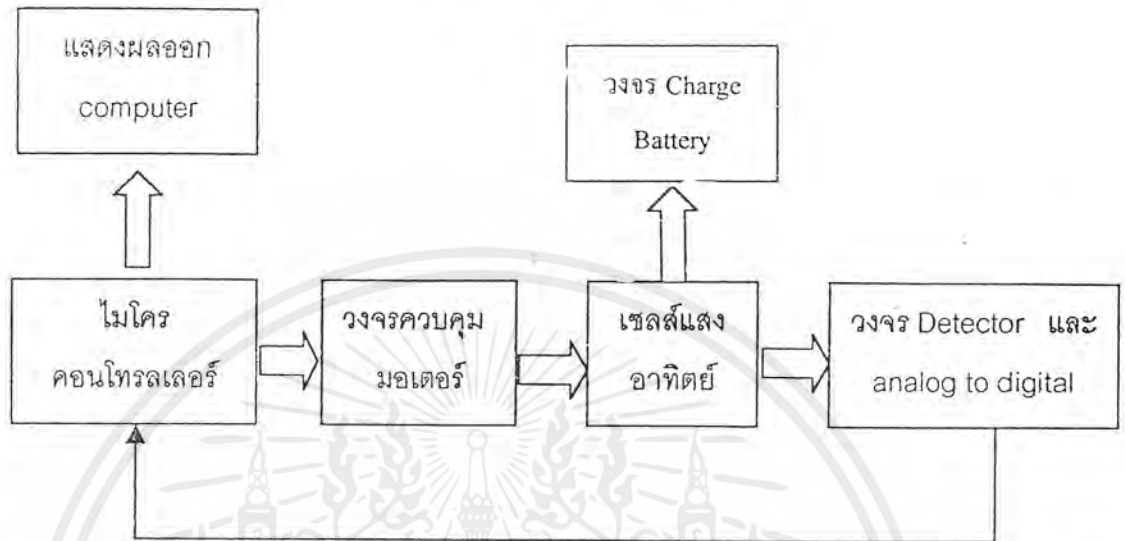 แสดงผลออก
computer
วงจร Charge
Battery
ไมโคร
คอนโทรลเลอร์
วงจรควบคุม
มอเตอร์
เซลล์แสง
อาทิตย์
วงจร Detector และ
analog to digital